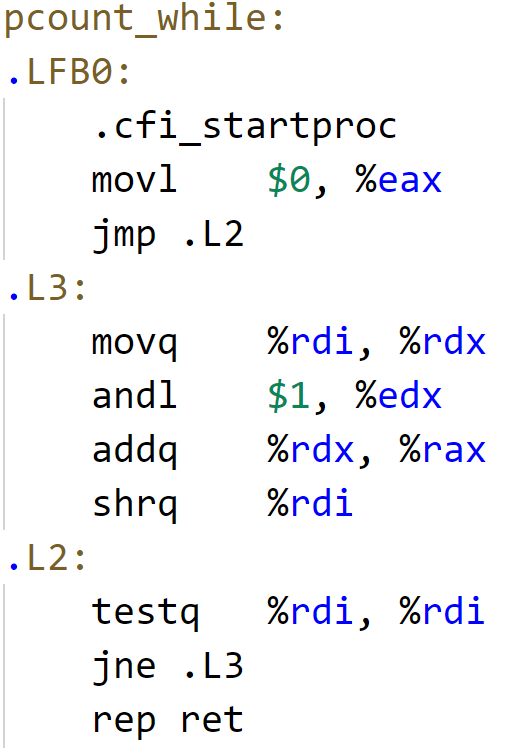 pcount_while:
.LFB0:
    .cfi_startproc
    movl    $0, %eax
    jmp .L2
.L3:
    movq    %rdi, %rdx
    andl    $1, %edx
    addq    %rdx, %rax
    shrq    %rdi
.L2:
    testq   %rdi, %rdi
    jne .L3
    rep ret